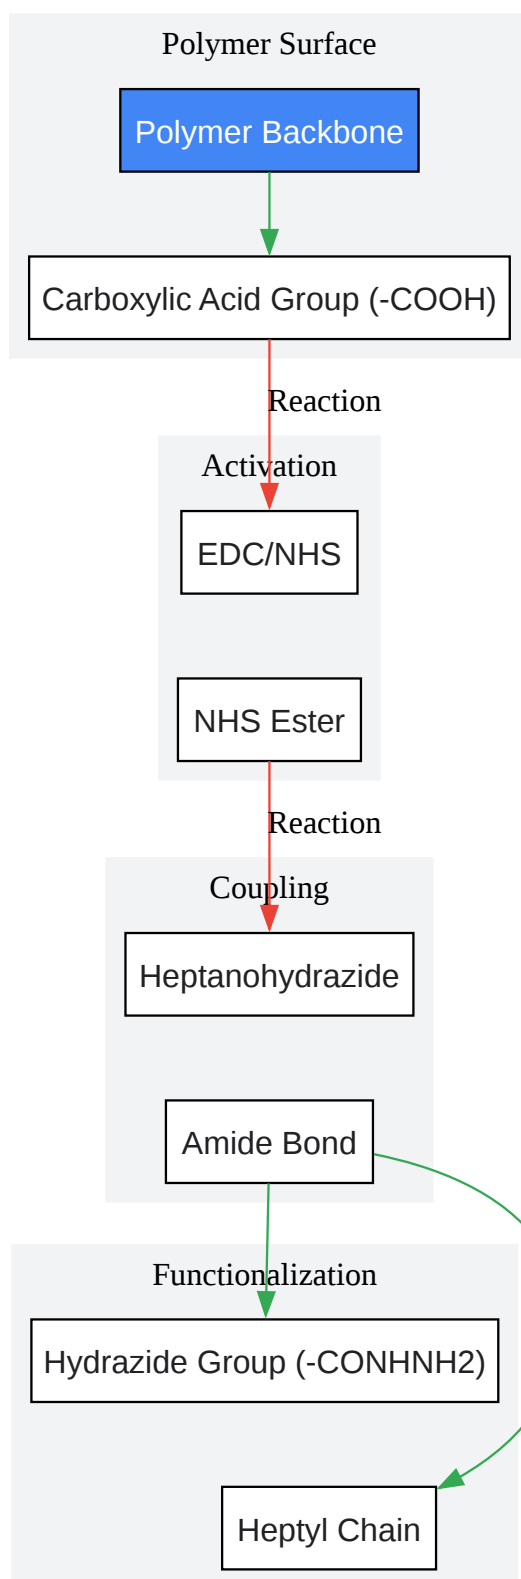 Polymer Surface
Polymer Backbone
Carboxylic Acid Group (-COOH)
Reaction
Activation
EDC/NHS
NHS Ester
Reaction
Coupling
Heptanohydrazide
Amide Bond
Functionalization
Hydrazide Group (-CONHNH2)
Heptyl Chain